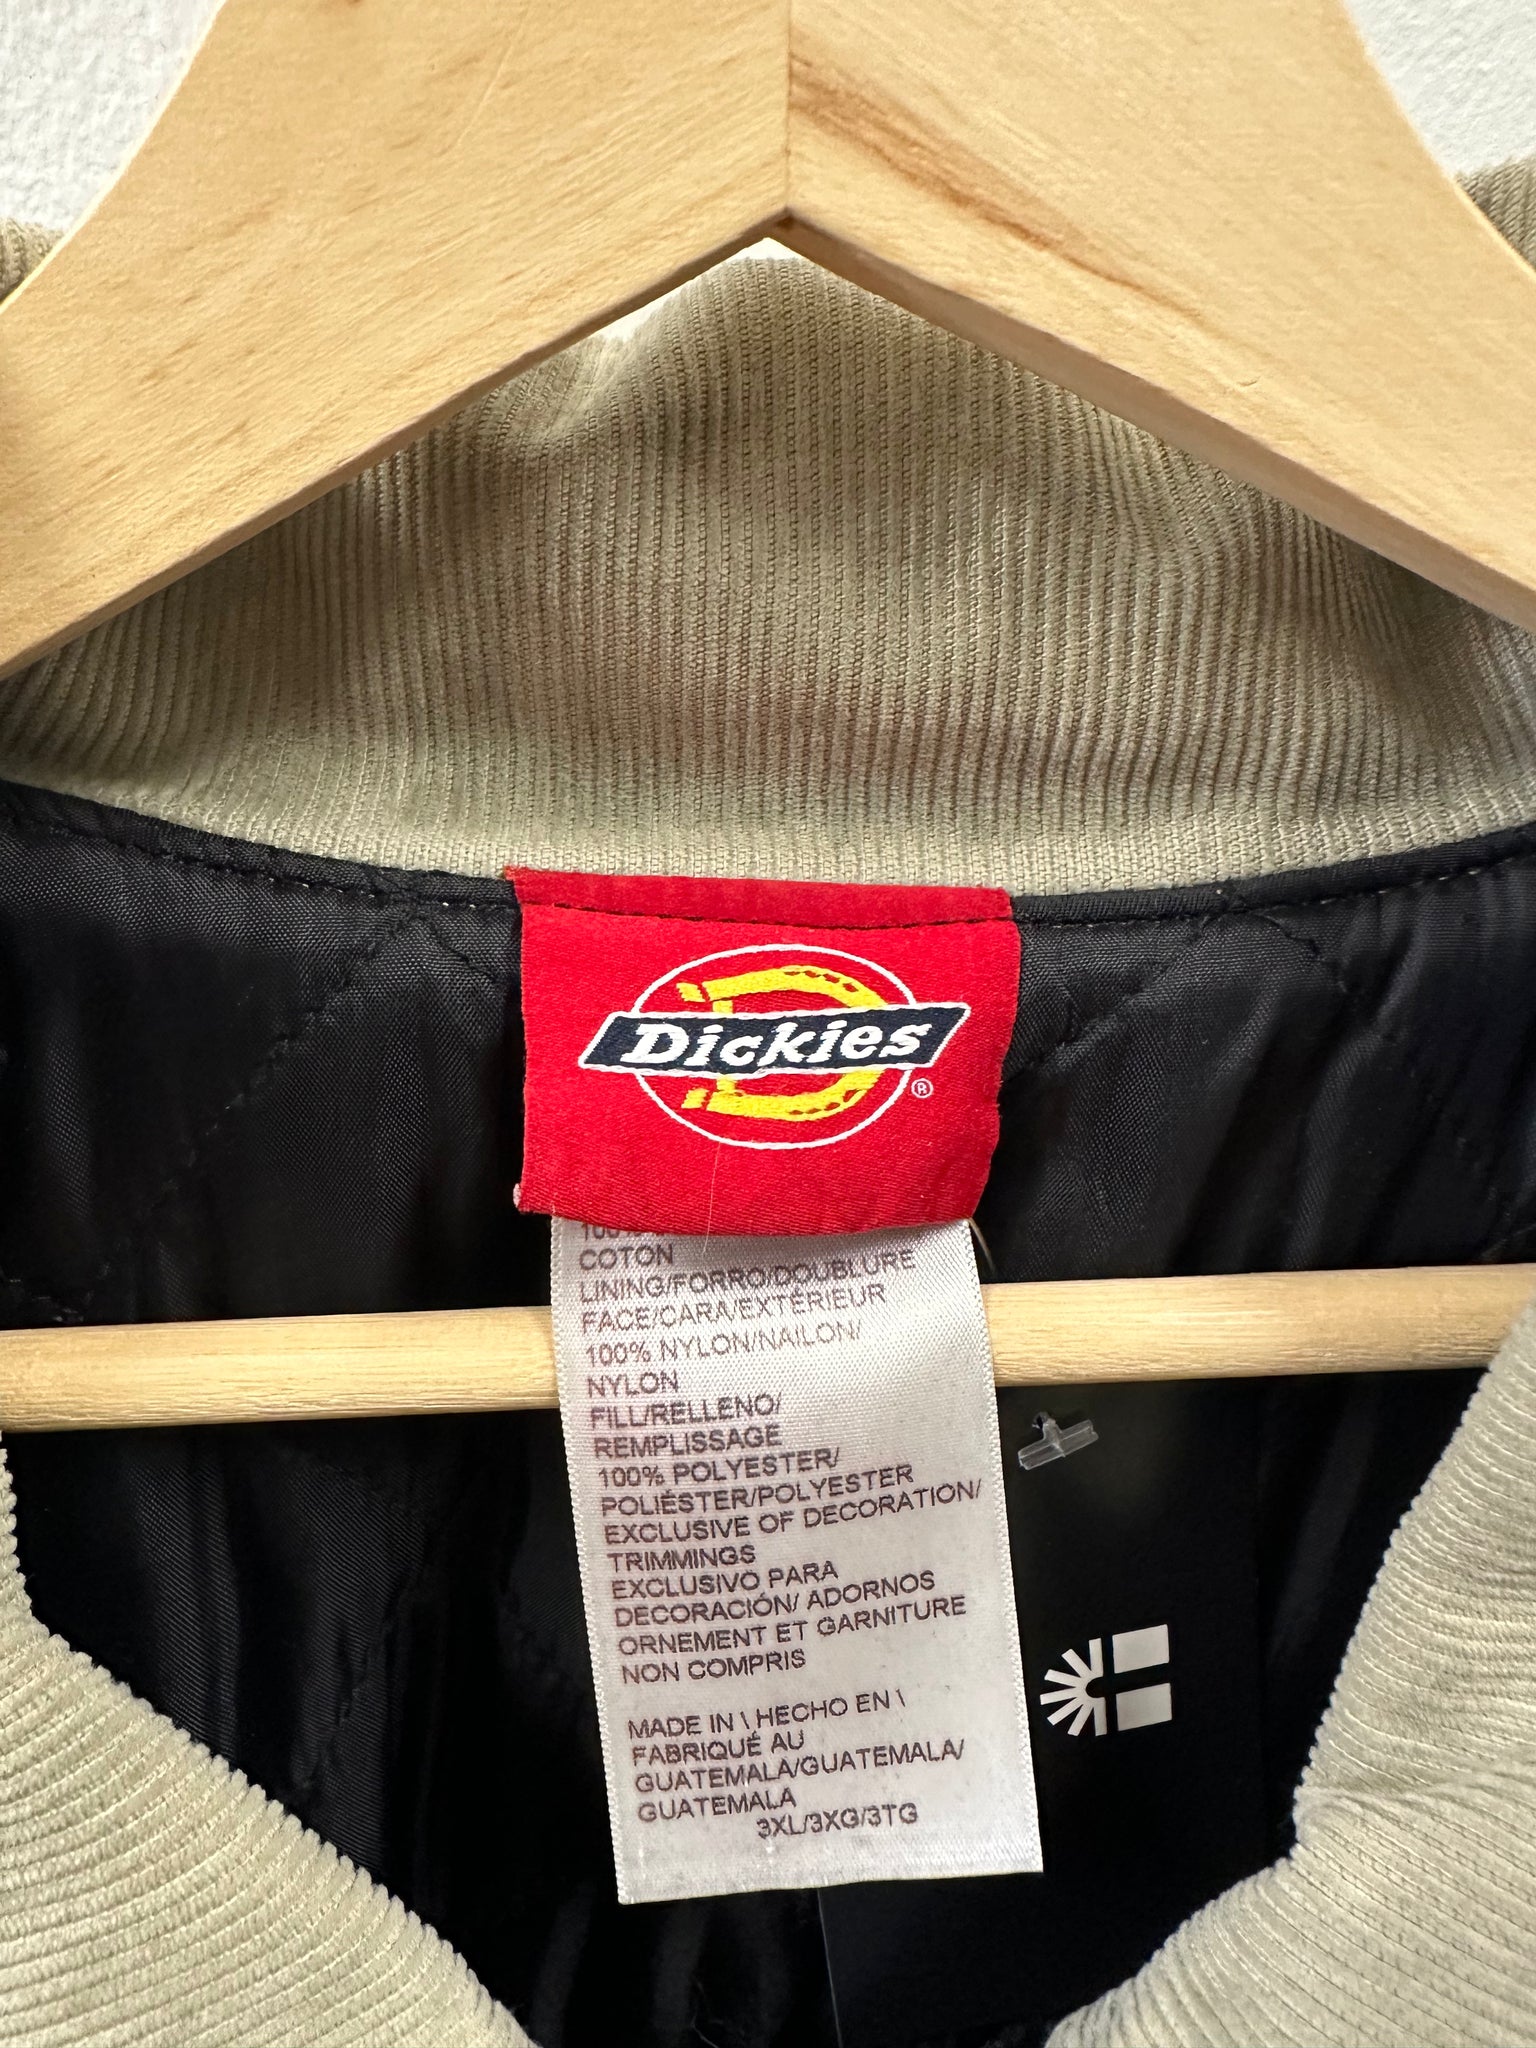 Dickies
®
100%
COTON
LINING/FORRO/DOUBLURE
FACE/CARA/EXTÉRIEUR
100% NYLON/NAILON/
NYLON
FILL/RELLENO/
REMPLISSAGE
100% POLYESTER/
POLIÉSTER/POLYESTER
EXCLUSIVE OF DECORATION/
TRIMMINGS
EXCLUSIVO PARA
DECORACIÓN/ ADORNOS
ORNEMENT ET GARNITURE
NON COMPRIS
MADE IN \ HECHO EN \
FABRIQUÉ AU
GUATEMALA/GUATEMALA/
GUATEMALA
3XL/3XG/3TG